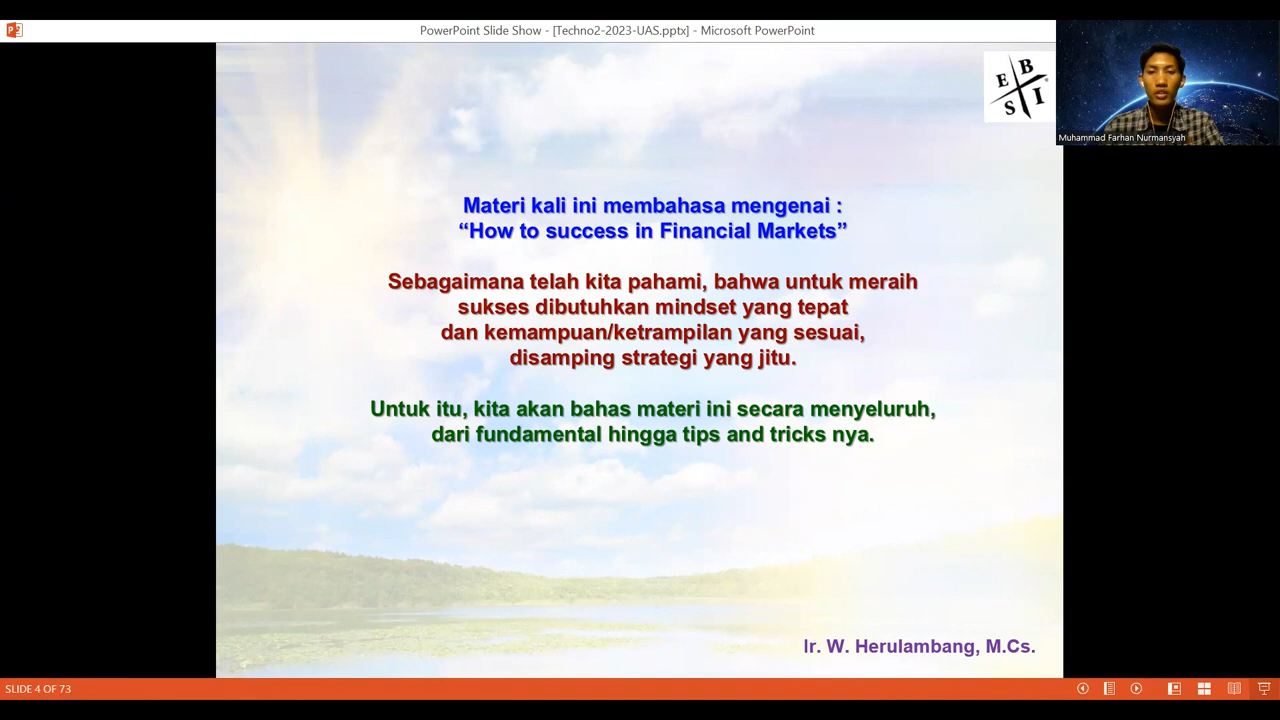 PowerPoint Slide Show - [Techno2-2023-UAS.pptx] - Microsoft PowerPoint
E B S I
Muhammad Farhan Nurmansyah
Materi kali ini membahasa mengenai :
“How to success in Financial Markets”
Sebagaimana telah kita pahami, bahwa untuk meraih
sukses dibutuhkan mindset yang tepat
dan kemampuan/ketrampilan yang sesuai,
disamping strategi yang jitu.
Untuk itu, kita akan bahas materi ini secara menyeluruh,
dari fundamental hingga tips and tricks nya.
Ir. W. Herulambang, M.Cs.
SLIDE 4 OF 73